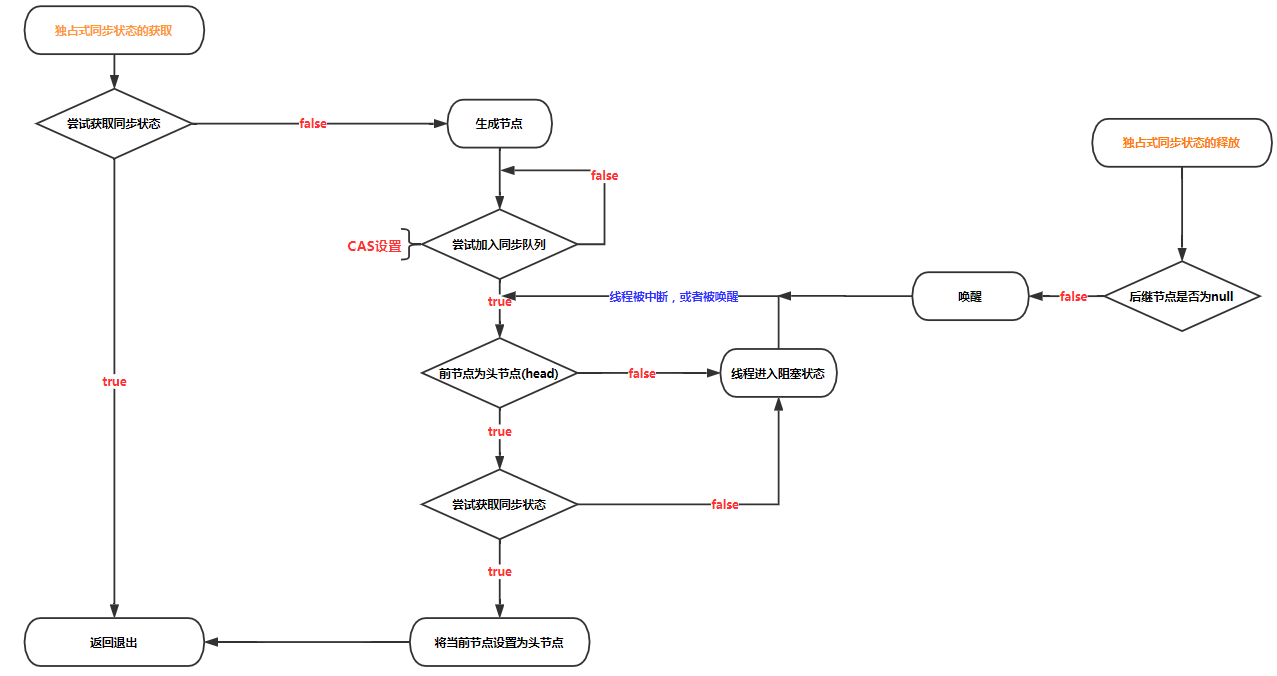 独占式同步状态的获取
尝试获取同步状态
false
生成节点
独占式同步状态的释放
false
CAS设置
尝试加入同步队列
true
线程被中断，或者被唤醒
唤醒
false
后继节点是否为null
前节点为头节点(head)
false
线程进入阻塞状态
true
true
尝试获取同步状态
false
true
返回退出
将当前节点设置为头节点